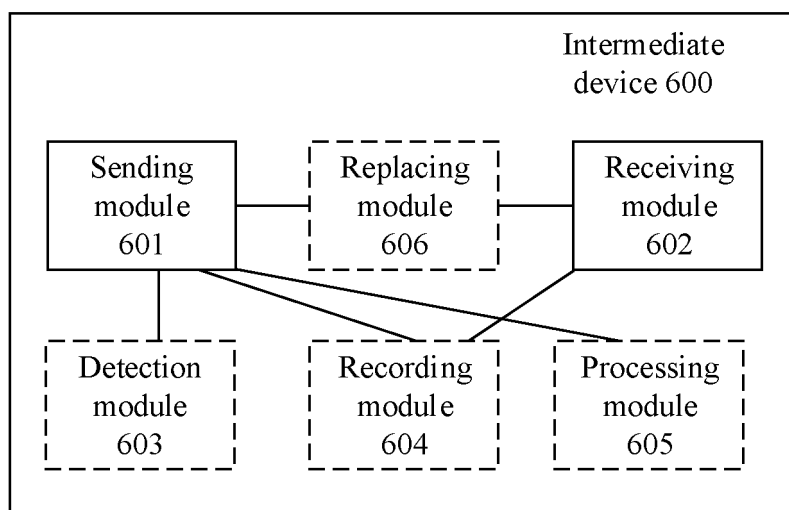 Intermediate
device 600
Sending
module
601
Replacing
module
606
Receiving
module
602
Detection
module
603
Recording
module
604
Processing
module
605